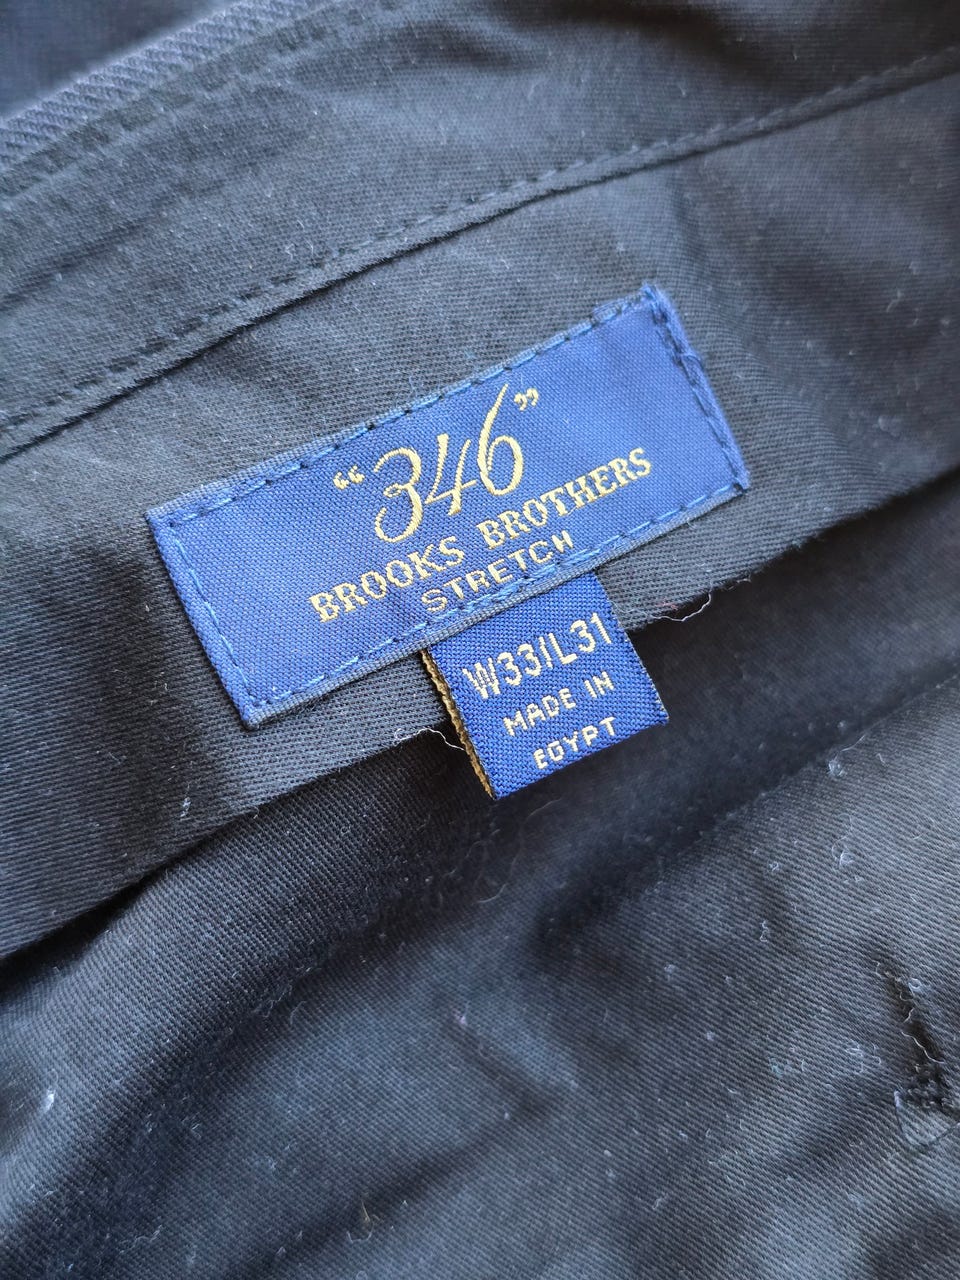 “346”
BROOKS BROTHERS
STRETCH
W33/L31
MADE IN
EGYPT